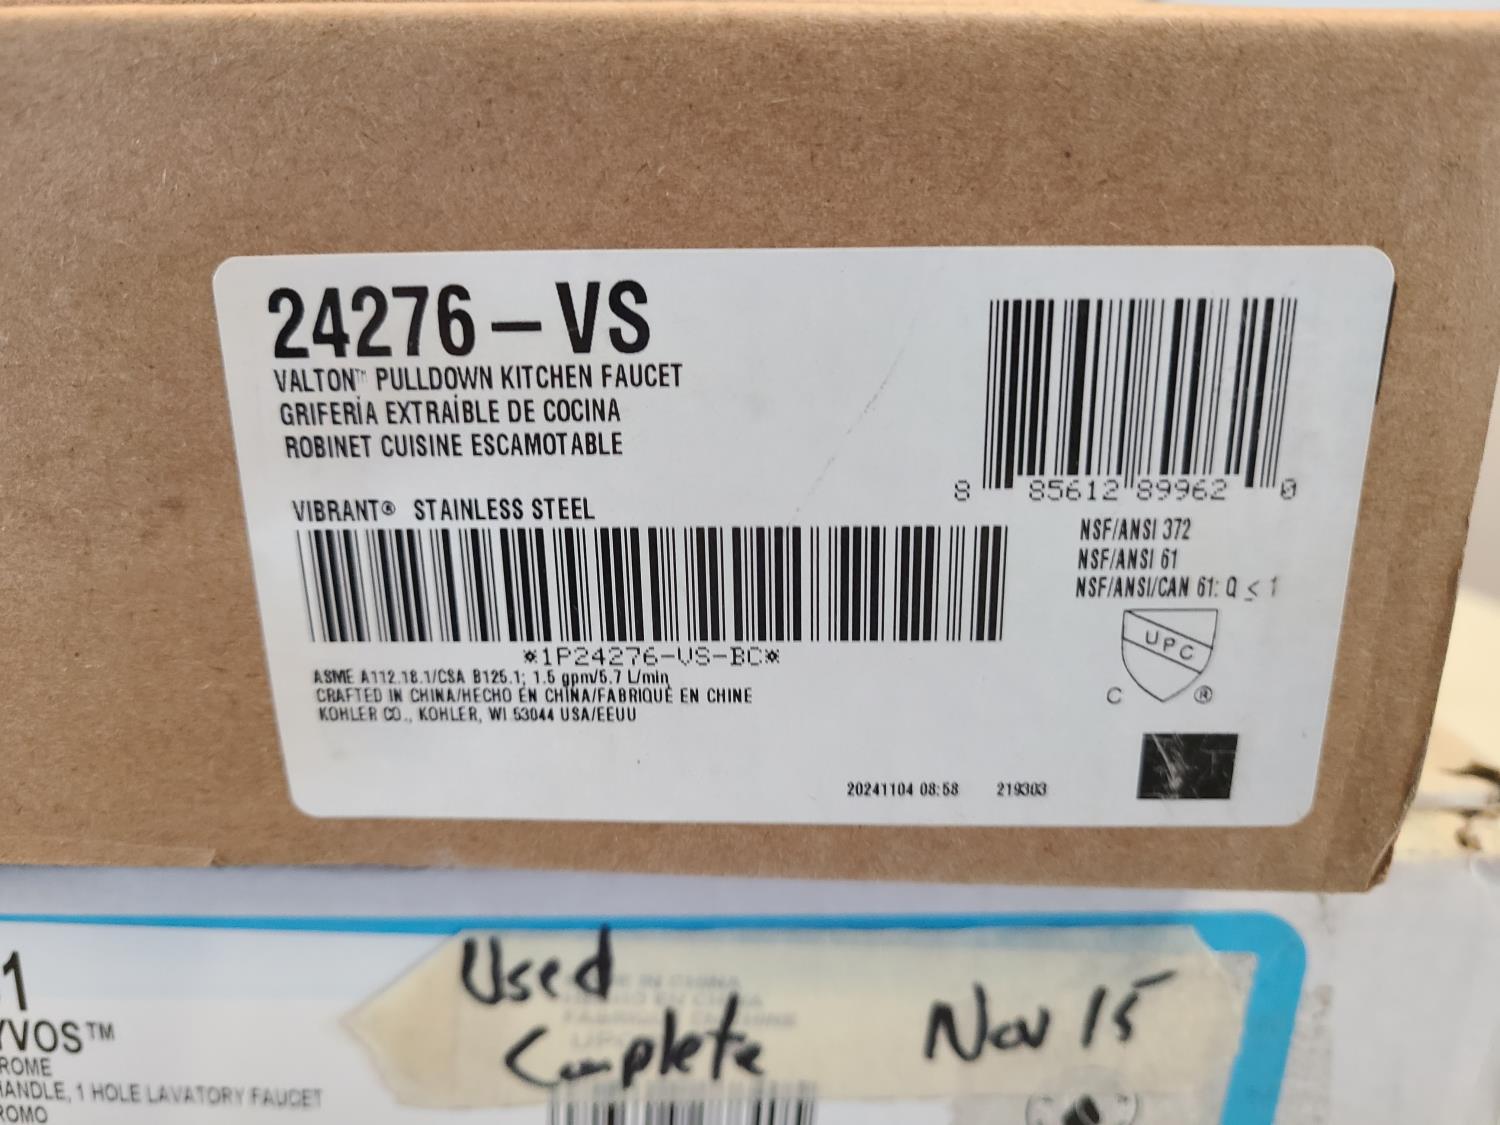 24276-VS
VALTON™ PULLDOWN KITCHEN FAUCET
GRIFERÍA EXTRAÍBLE DE COCINA
ROBINET CUISINE ESCAMOTABLE
VIBRANT® STAINLESS STEEL
*1P24276-VS-BC*
ASME A112.18.1/CSA B125.1; 1.5 gpm/5.7 L/min
CRAFTED IN CHINA/HECHO EN CHINA/FABRIQUÉ EN CHINE
KOHLER CO., KOHLER, WI 53044 USA/EEUU
8 85612 89962 0
NSF/ANSI 372
NSF/ANSI 61
NSF/ANSI/CAN 61: Q ≤ 1
UPC
C ®
20241104 08:58 219303
Used
Complete
Nov 15
1
YVOS™
ROME
HANDLE, 1 HOLE LAVATORY FAUCET
ROMO